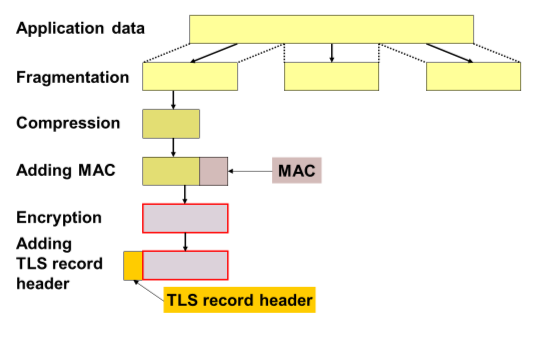 Application data
Fragmentation
Compression
Adding MAC
MAC
Encryption
Adding
TLS record
header
TLS record header